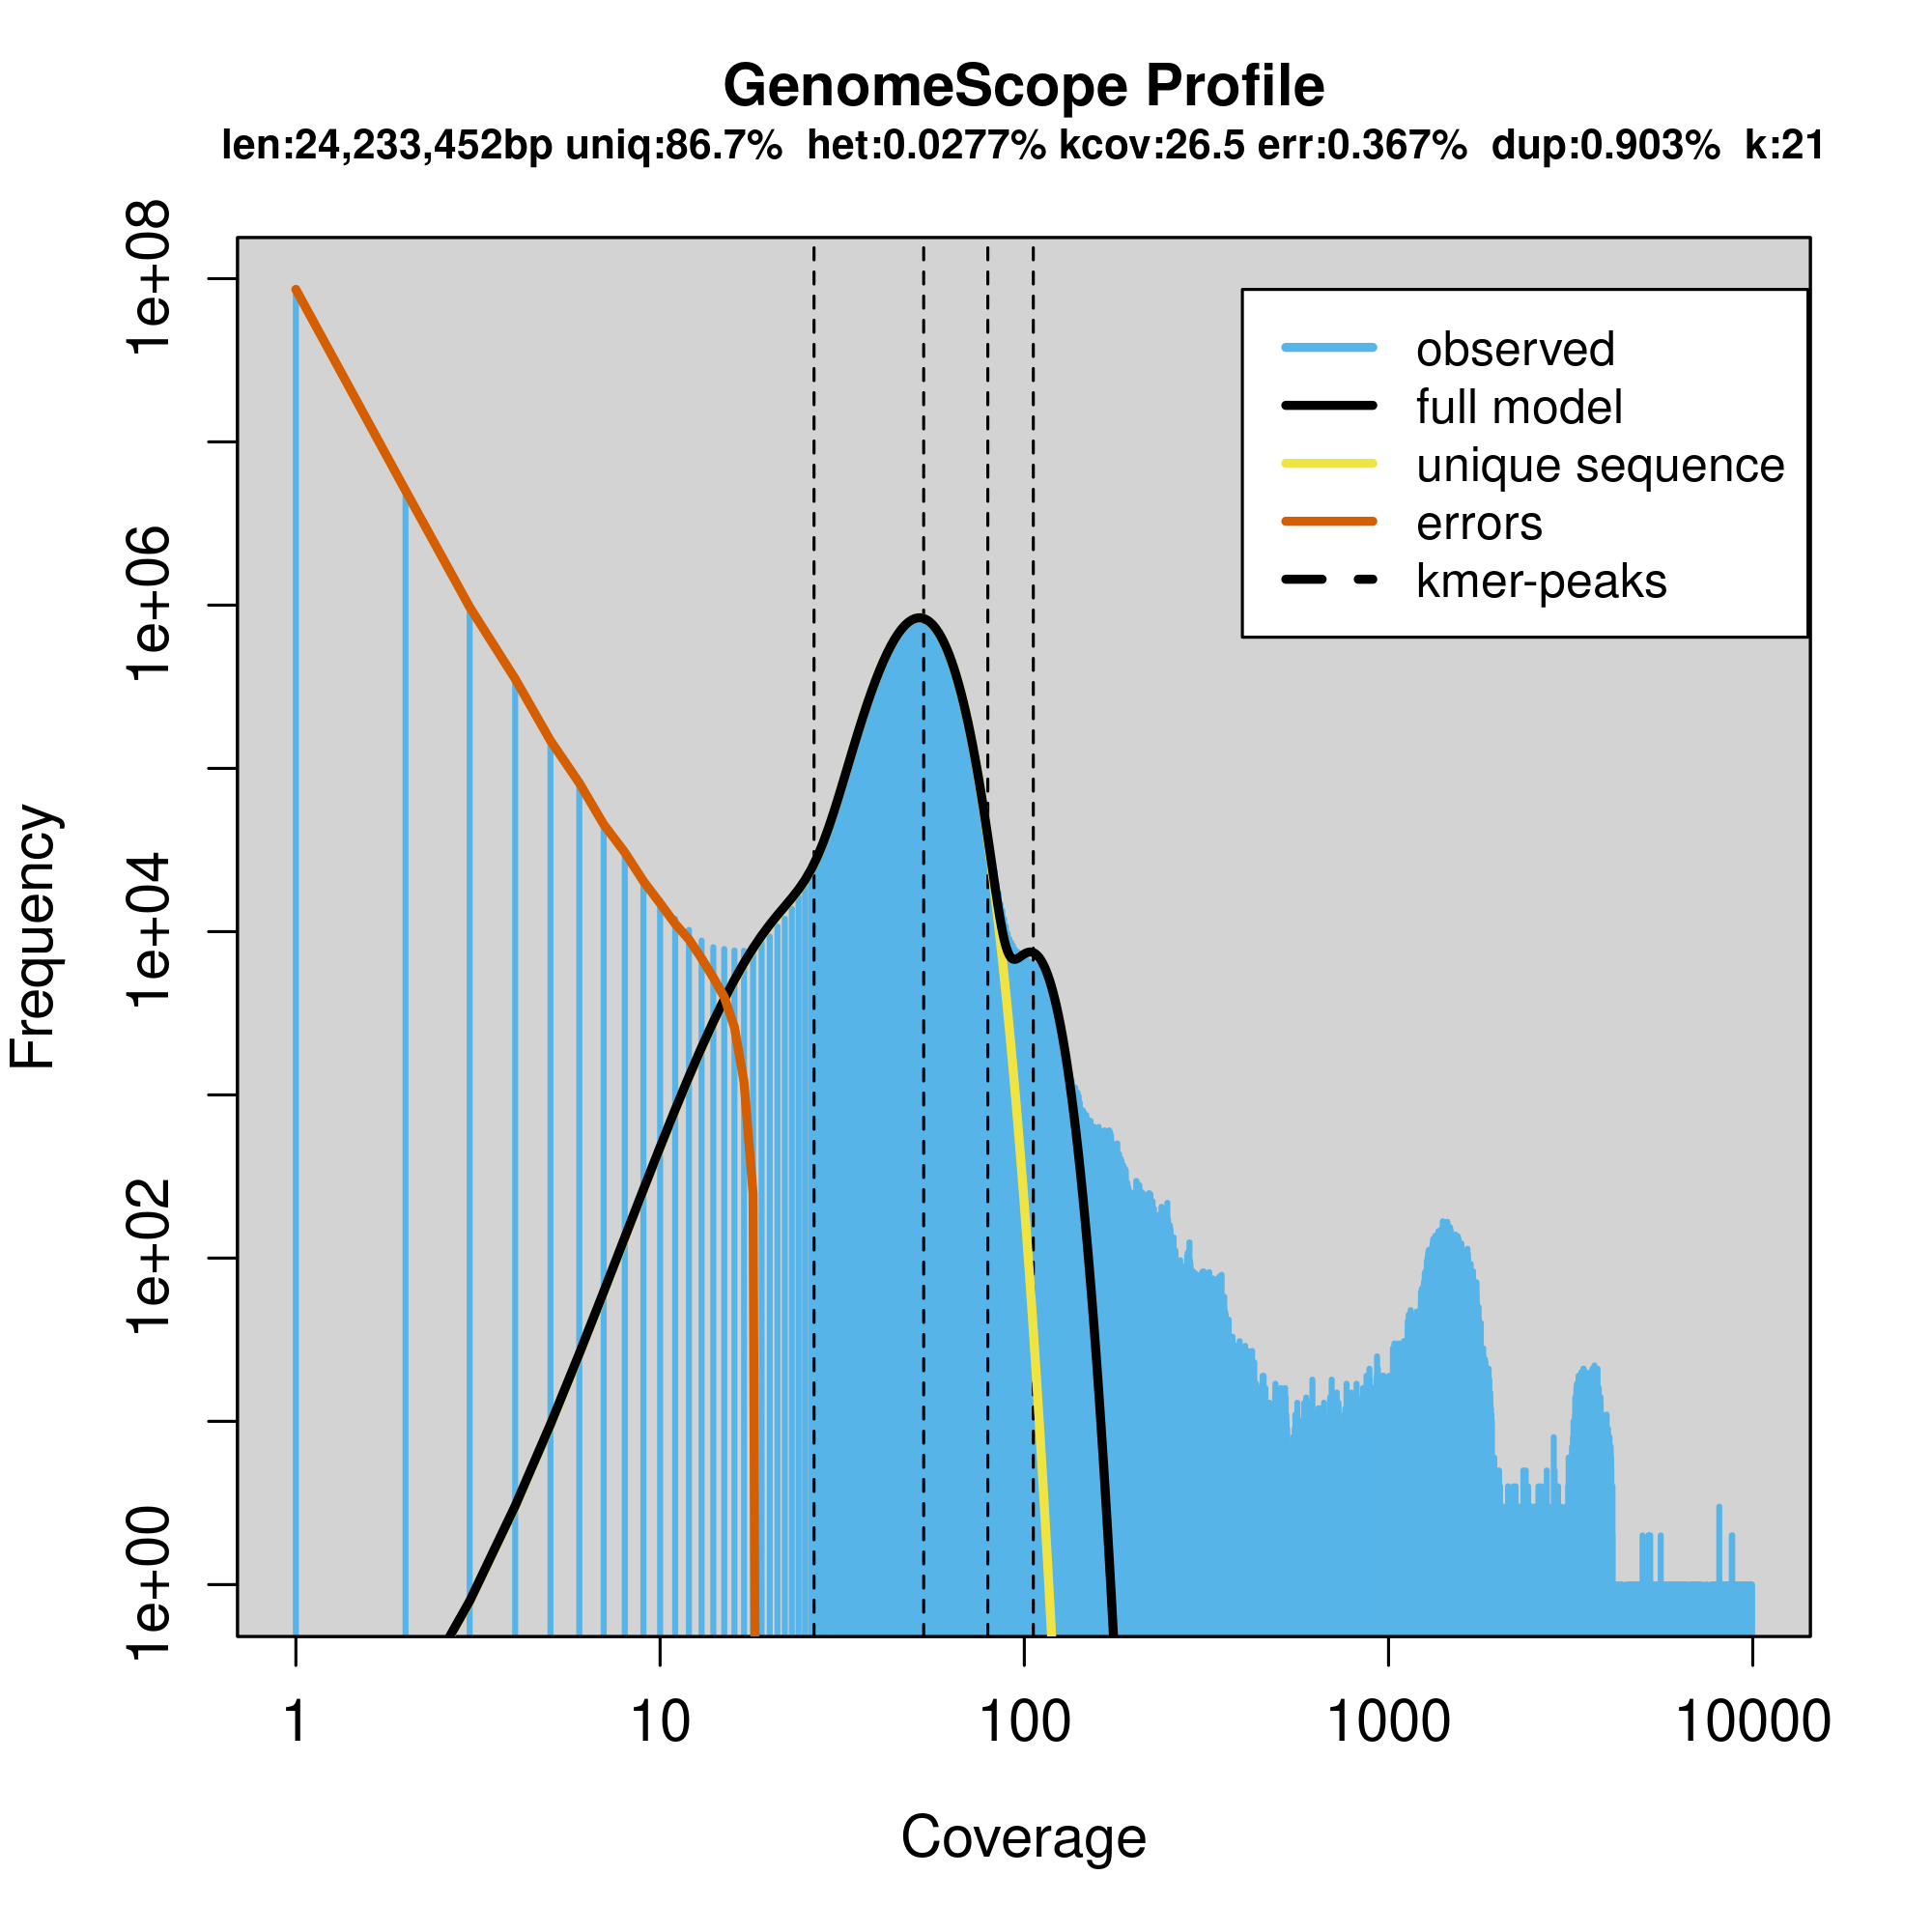 GenomeScope Profile
len:24,233,452bp uniq:86.7% het:0.0277% kcov:26.5 err:0.367% dup:0.903% k:21
1e+08
1e+06
1e+04
1e+02
1e+00
Frequency
observed
full model
unique sequence
errors
kmer-peaks
1 10 100 1000 10000
Coverage